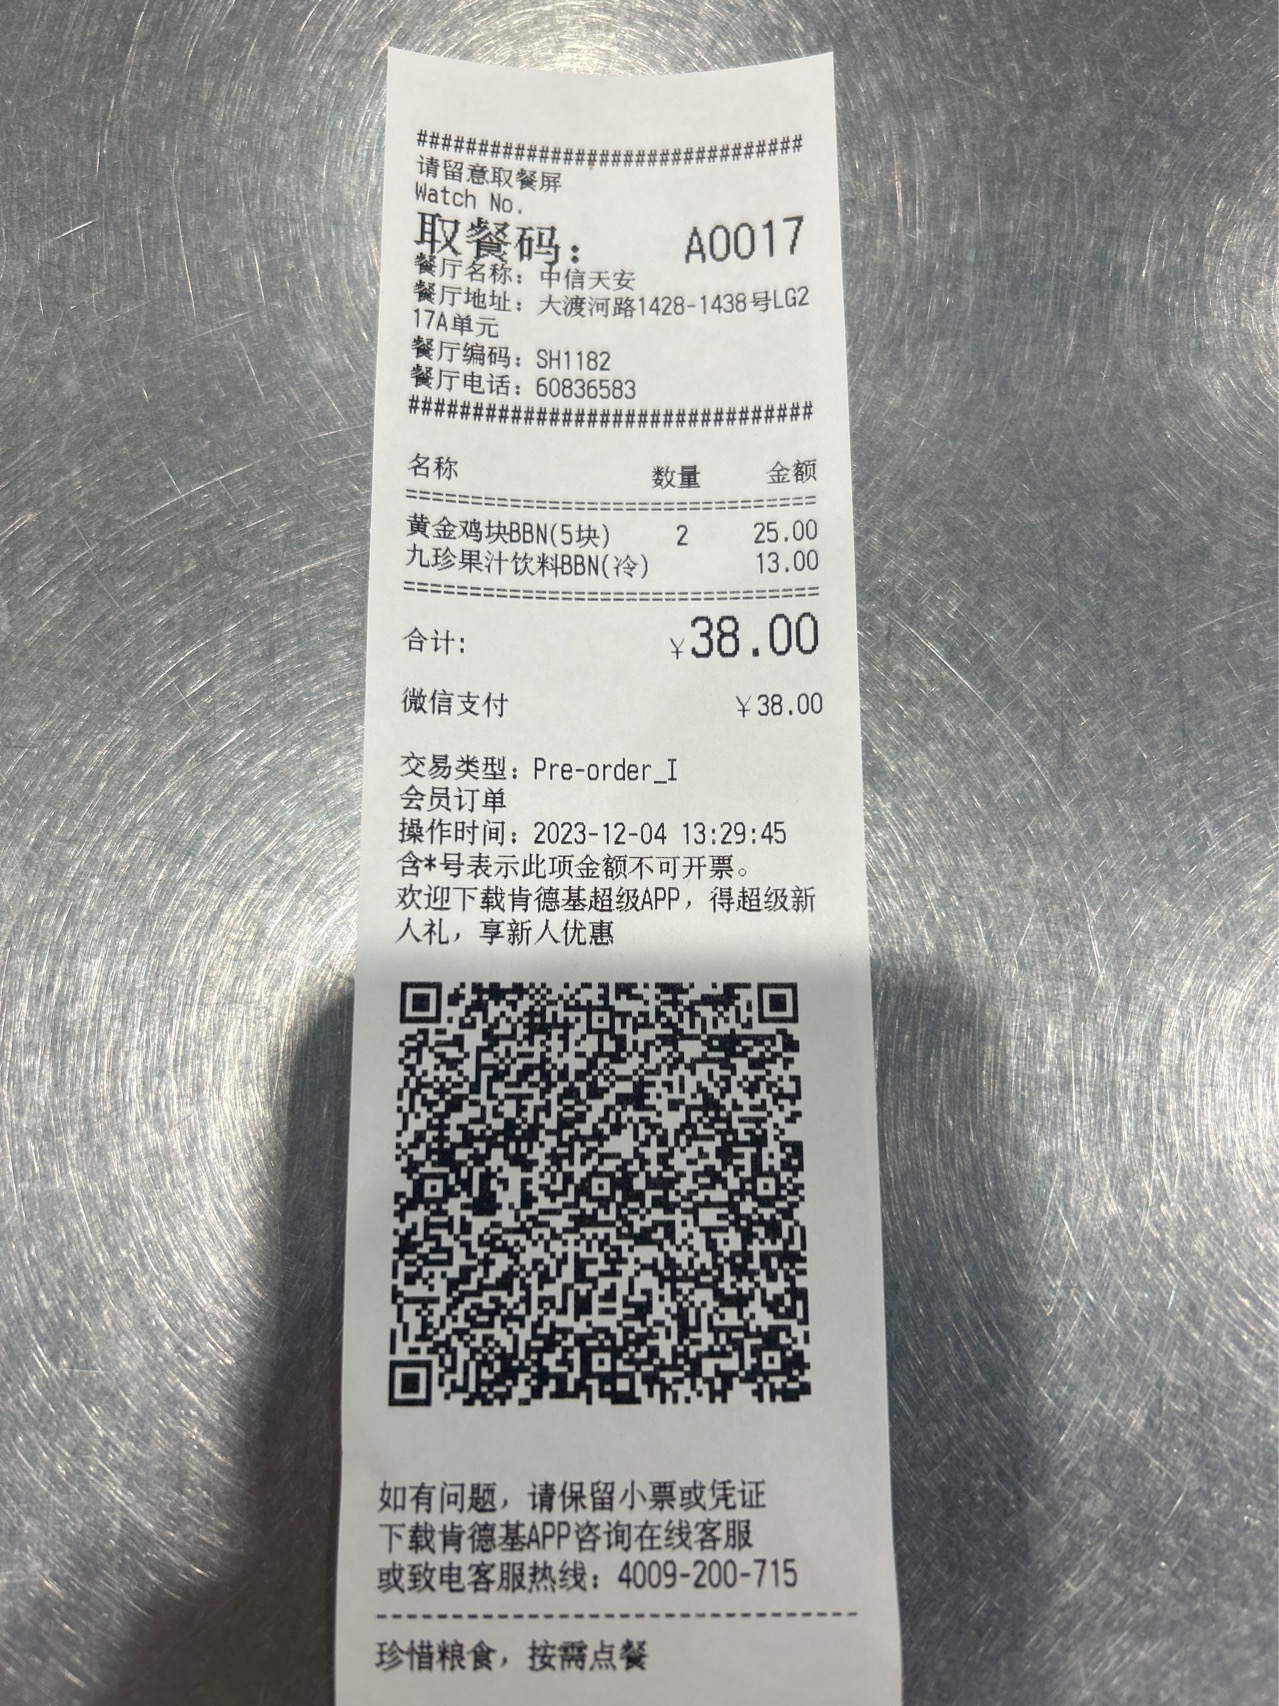 ################################
请留意取餐屏
Watch No.
取餐码： A0017
餐厅名称：中信天安
餐厅地址：大渡河路1428-1438号LG2
17A单元
餐厅编码：SH1182
餐厅电话：60836583
################################
名称 数量 金额
================================
黄金鸡块BBN(5块) 2 25.00
九珍果汁饮料BBN(冷) 13.00
================================
合计: ¥38.00
微信支付 ¥38.00
交易类型：Pre-order_I
会员订单
操作时间：2023-12-04 13:29:45
含*号表示此项金额不可开票。
欢迎下载肯德基超级APP，得超级新
人礼，享新人优惠
如有问题，请保留小票或凭证
下载肯德基APP咨询在线客服
或致电客服热线：4009-200-715
--------------------------------
珍惜粮食，按需点餐